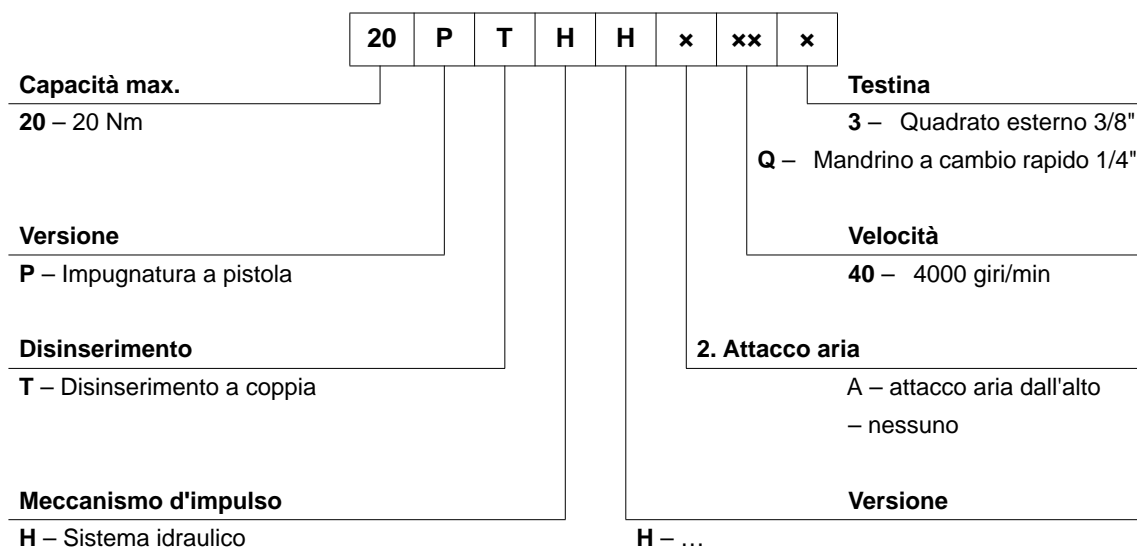 20 P T H H × ×× ×
Capacità max.
20 – 20 Nm
Testina
3 – Quadrato esterno 3/8"
Q – Mandrino a cambio rapido 1/4"
Versione
P – Impugnatura a pistola
Velocità
40 – 4000 giri/min
Disinserimento
T – Disinserimento a coppia
2. Attacco aria
A – attacco aria dall'alto
– nessuno
Meccanismo d'impulso
H – Sistema idraulico
Versione
H – …